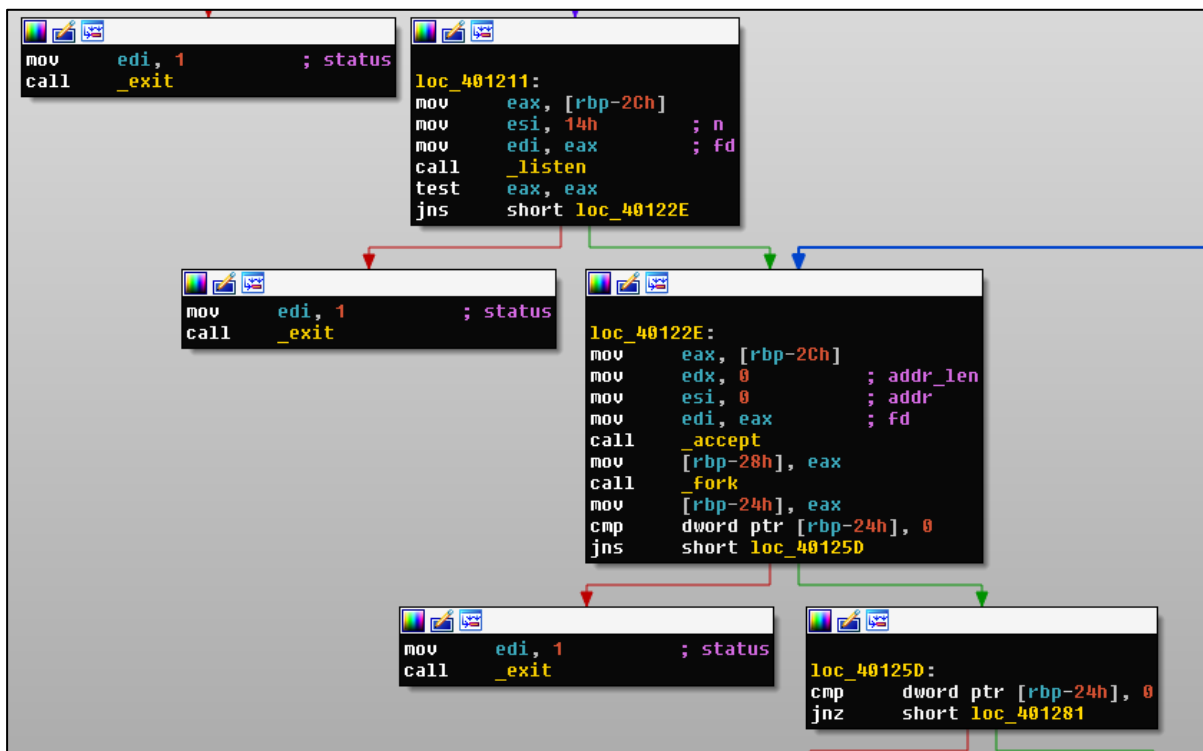 mov edi, 1 ; status
call _exit
loc_401211:
mov eax, [rbp-2Ch]
mov esi, 14h ; n
mov edi, eax ; fd
call _listen
test eax, eax
jns short loc_40122E
mov edi, 1 ; status
call _exit
loc_40122E:
mov eax, [rbp-2Ch]
mov edx, 0 ; addr_len
mov esi, 0 ; addr
mov edi, eax ; fd
call _accept
mov [rbp-28h], eax
call _fork
mov [rbp-24h], eax
cmp dword ptr [rbp-24h], 0
jns short loc_40125D
mov edi, 1 ; status
call _exit
loc_40125D:
cmp dword ptr [rbp-24h], 0
jnz short loc_401281